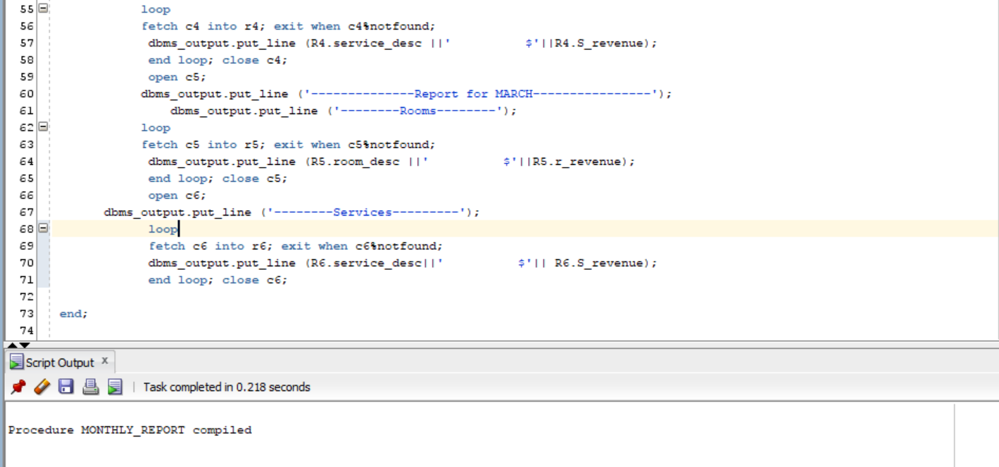 55 loop
56 fetch c4 into r4; exit when c4%notfound;
57 dbms_output.put_line (R4.service_desc ||'          $'||R4.S_revenue);
58 end loop; close c4;
59 open c5;
60 dbms_output.put_line ('--------------Report for MARCH----------------');
61 dbms_output.put_line ('--------Rooms--------');
62 loop
63 fetch c5 into r5; exit when c5%notfound;
64 dbms_output.put_line (R5.room_desc ||'          $'||R5.r_revenue);
65 end loop; close c5;
66 open c6;
67 dbms_output.put_line ('--------Services---------');
68 loop
69 fetch c6 into r6; exit when c6%notfound;
70 dbms_output.put_line (R6.service_desc||'          $'|| R6.S_revenue);
71 end loop; close c6;
72
73 end;
74
Script Output x
Task completed in 0.218 seconds
Procedure MONTHLY_REPORT compiled